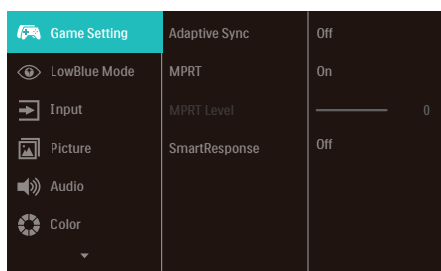 Game Setting
LowBlue Mode
Input
Picture
Audio
Color
Adaptive Sync
MPRT
MPRT Level
SmartResponse
Off
On
0
Off